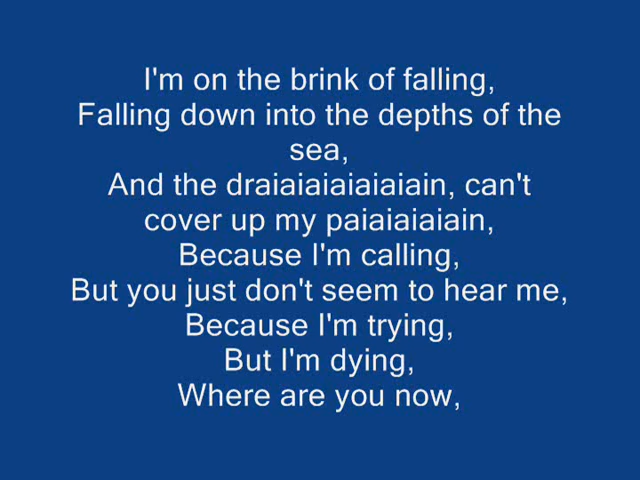 I'm on the brink of falling,
Falling down into the depths of the
sea,
And the draiaiaiaiaiaiain, can't
cover up my paiaiaiaiain,
Because I'm calling,
But you just don't seem to hear me,
Because I'm trying,
But I'm dying,
Where are you now,